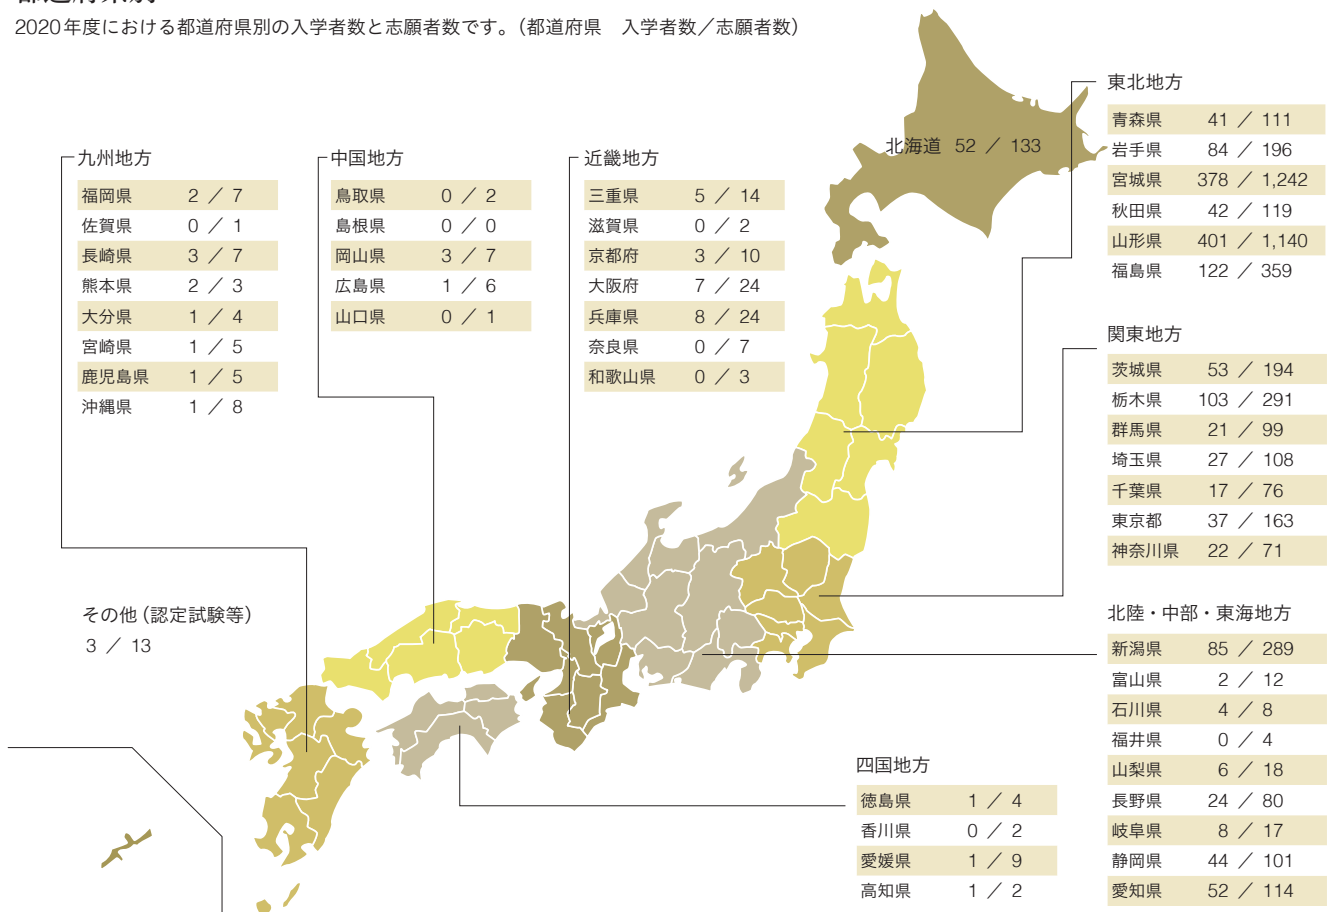 2020年度における都道府県別の入学者数と志願者数です。（都道府県　入学者数／志願者数）
北海道 52 ／ 133
東北地方
青森県 41 ／ 111
岩手県 84 ／ 196
宮城県 378 ／ 1,242
秋田県 42 ／ 119
山形県 401 ／ 1,140
福島県 122 ／ 359
九州地方
福岡県 2 ／ 7
佐賀県 0 ／ 1
長崎県 3 ／ 7
熊本県 2 ／ 3
大分県 1 ／ 4
宮崎県 1 ／ 5
鹿児島県 1 ／ 5
沖縄県 1 ／ 8
中国地方
鳥取県 0 ／ 2
島根県 0 ／ 0
岡山県 3 ／ 7
広島県 1 ／ 6
山口県 0 ／ 1
近畿地方
三重県 5 ／ 14
滋賀県 0 ／ 2
京都府 3 ／ 10
大阪府 7 ／ 24
兵庫県 8 ／ 24
奈良県 0 ／ 7
和歌山県 0 ／ 3
関東地方
茨城県 53 ／ 194
栃木県 103 ／ 291
群馬県 21 ／ 99
埼玉県 27 ／ 108
千葉県 17 ／ 76
東京都 37 ／ 163
神奈川県 22 ／ 71
その他（認定試験等）
3 ／ 13
北陸・中部・東海地方
新潟県 85 ／ 289
富山県 2 ／ 12
石川県 4 ／ 8
福井県 0 ／ 4
山梨県 6 ／ 18
長野県 24 ／ 80
岐阜県 8 ／ 17
静岡県 44 ／ 101
愛知県 52 ／ 114
四国地方
徳島県 1 ／ 4
香川県 0 ／ 2
愛媛県 1 ／ 9
高知県 1 ／ 2